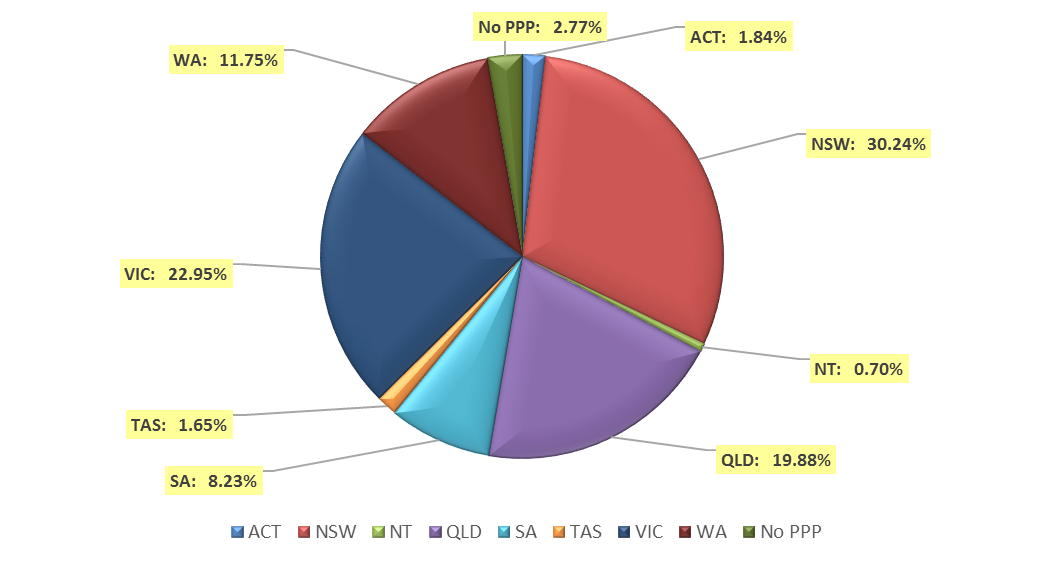 No PPP: 2.77%
ACT: 1.84%
WA: 11.75%
NSW: 30.24%
VIC: 22.95%
NT: 0.70%
TAS: 1.65%
QLD: 19.88%
SA: 8.23%
ACT NSW NT QLD SA TAS VIC WA No PPP